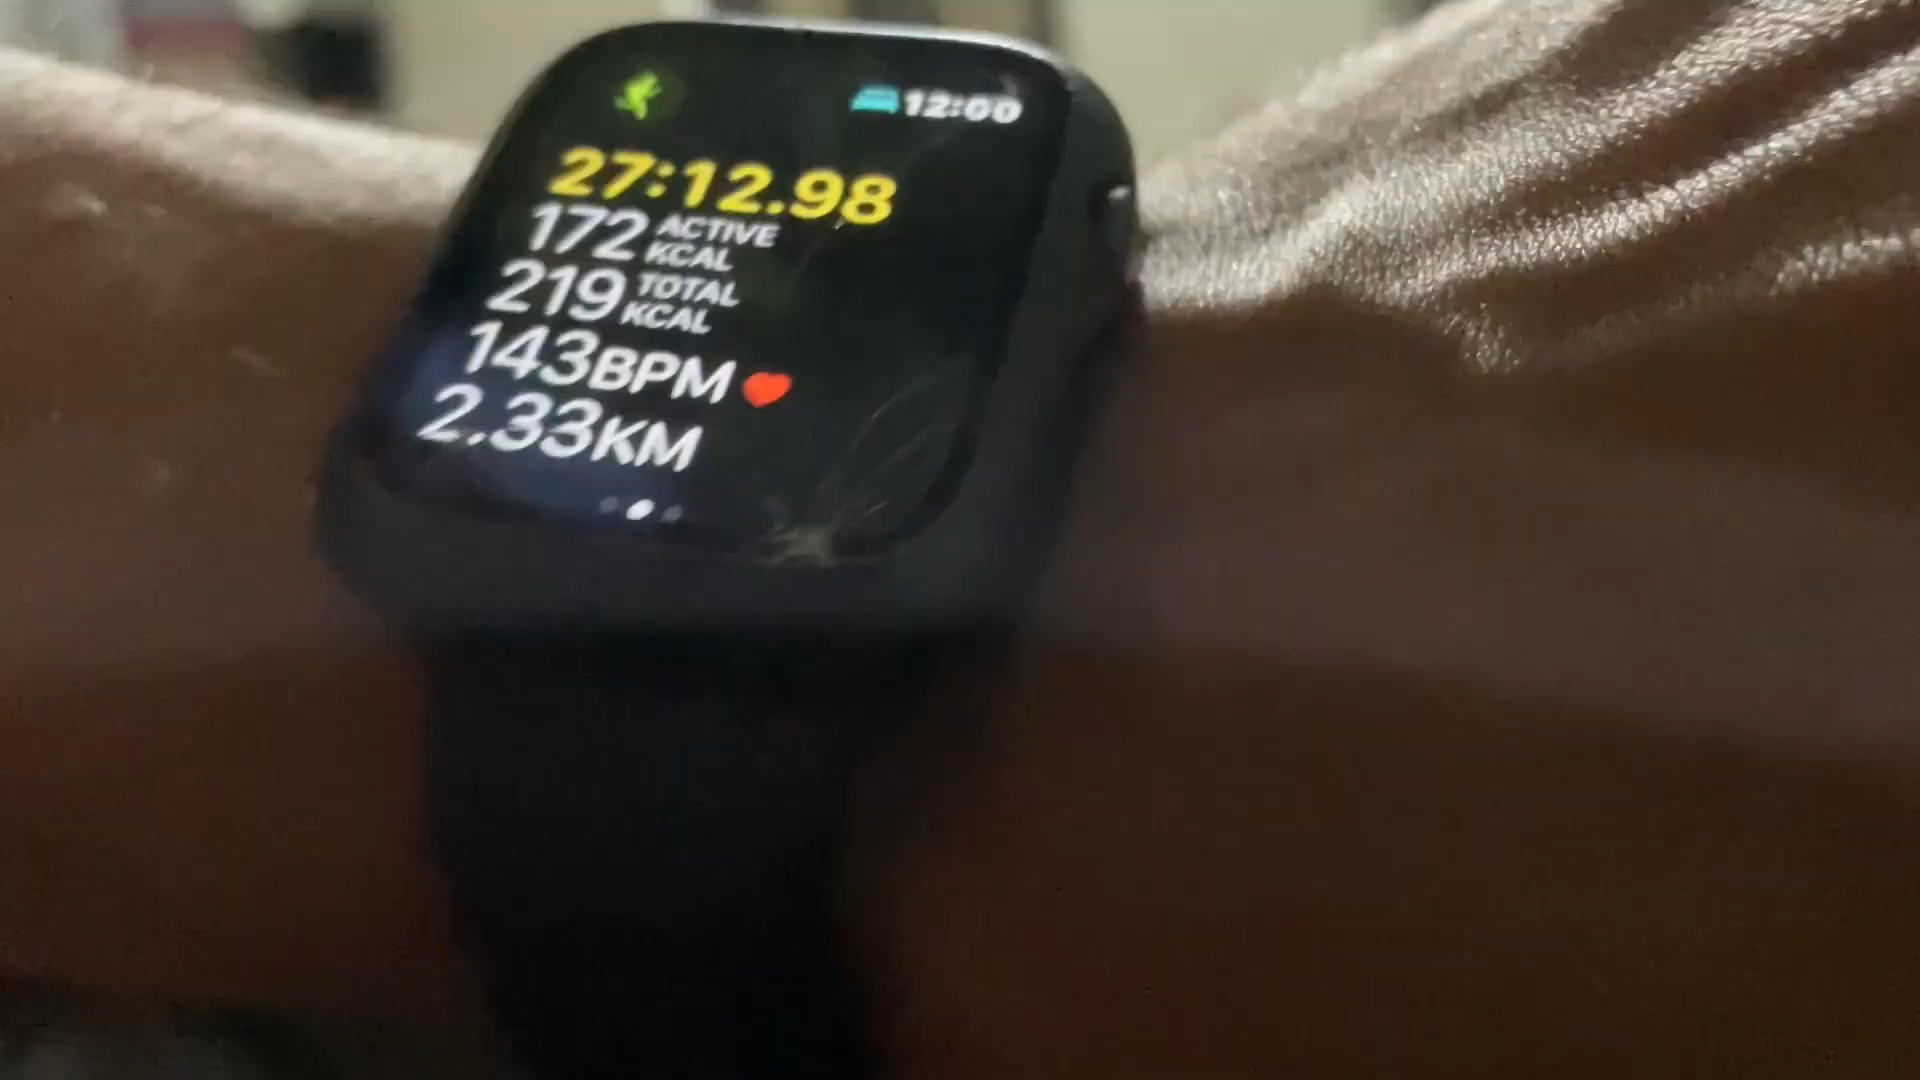 12:00
27:12.98
172 ACTIVE KCAL
219 TOTAL KCAL
143BPM
2.33KM